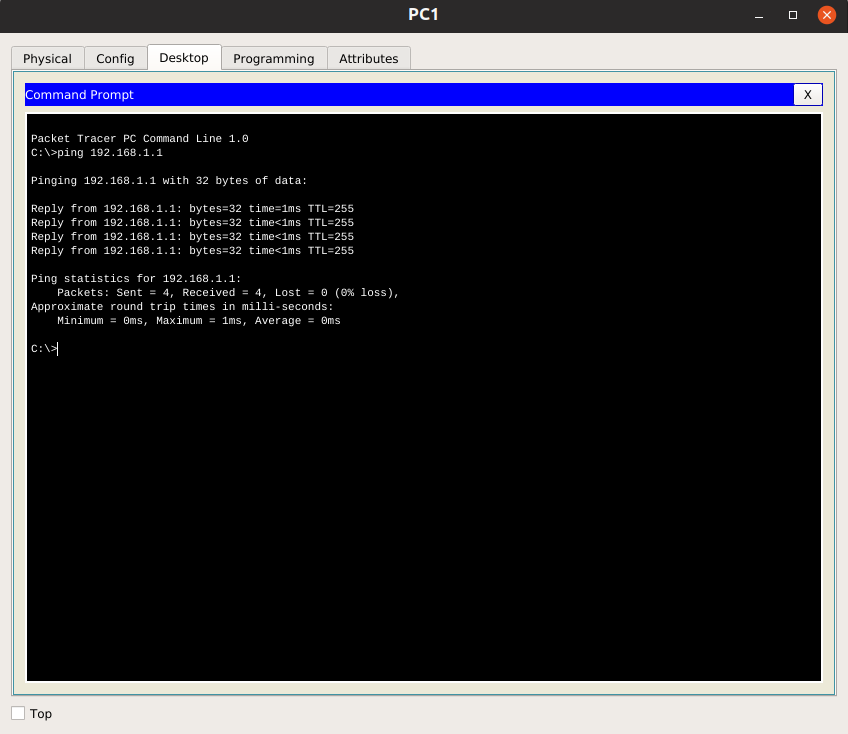 PC1
Physical Config Desktop Programming Attributes
Command Prompt X
Packet Tracer PC Command Line 1.0
C:\>ping 192.168.1.1
Pinging 192.168.1.1 with 32 bytes of data:
Reply from 192.168.1.1: bytes=32 time=1ms TTL=255
Reply from 192.168.1.1: bytes=32 time<1ms TTL=255
Reply from 192.168.1.1: bytes=32 time<1ms TTL=255
Reply from 192.168.1.1: bytes=32 time<1ms TTL=255
Ping statistics for 192.168.1.1:
    Packets: Sent = 4, Received = 4, Lost = 0 (0% loss),
Approximate round trip times in milli-seconds:
    Minimum = 0ms, Maximum = 1ms, Average = 0ms
C:\>
Top